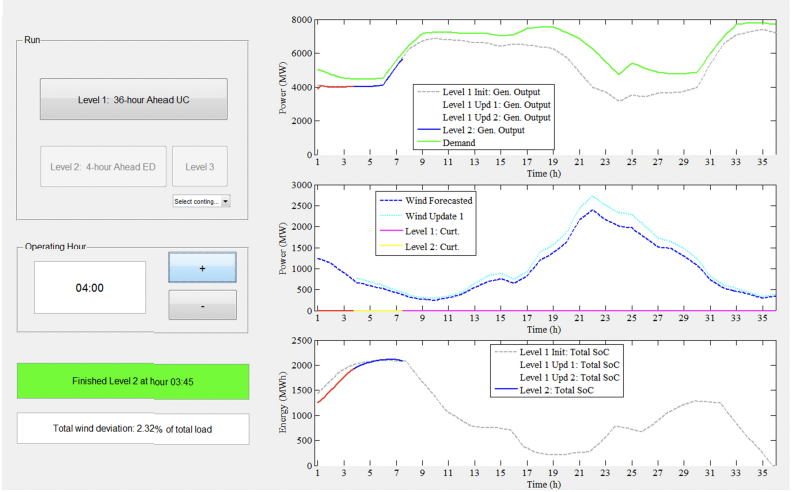 Run
Level 1: 36-hour Ahead UC
Level 2: 4-hour Ahead ED
Level 3
Select conting...
Operating Hour
04:00
+
-
Finished Level 2 at hour 03:45
Total wind deviation: 2.32% of total load
8000
6000
4000
2000
0
Power (MW)
Level 1 Init: Gen. Output
Level 1 Upd 1: Gen. Output
Level 1 Upd 2: Gen. Output
Level 2: Gen. Output
Demand
1 3 5 7 9 11 13 15 17 19 21 23 25 27 29 31 33 35
Time (h)
3000
2500
2000
1500
1000
500
0
Power (MW)
Wind Forecasted
Wind Update 1
Level 1: Curt.
Level 2: Curt.
1 3 5 7 9 11 13 15 17 19 21 23 25 27 29 31 33 35
Time (h)
2500
2000
1500
1000
500
0
Energy (MWh)
Level 1 Init: Total SoC
Level 1 Upd 1: Total SoC
Level 1 Upd 2: Total SoC
Level 2: Total SoC
1 3 5 7 9 11 13 15 17 19 21 23 25 27 29 31 33 35
Time (h)